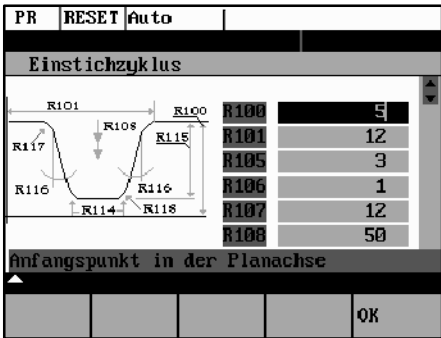 PR RESET Auto
Einstichzyklus
R101
R100
R108
R115
R117
R116
R116
R114
R118
R100 5
R101 12
R105 3
R106 1
R107 12
R108 50
Anfangspunkt in der Planachse
OK